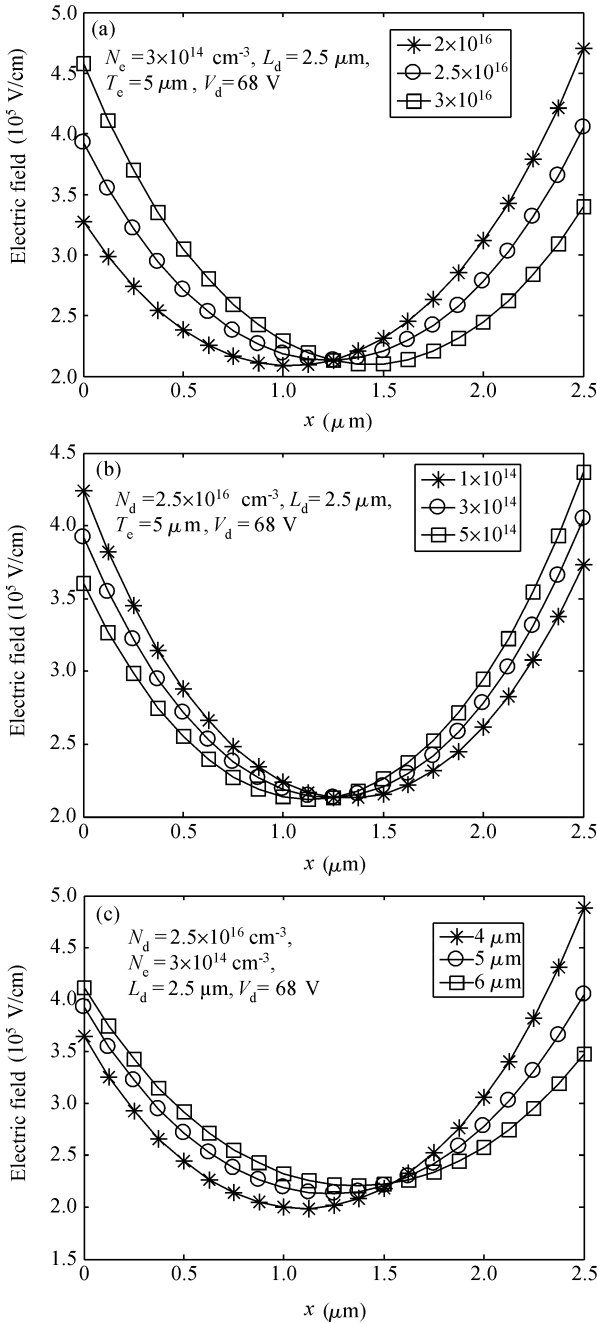 (a)
N_e = 3×10^14 cm^-3, L_d = 2.5 μm,
T_e = 5 μm, V_d = 68 V
2×10^16
2.5×10^16
3×10^16
Electric field (10^5 V/cm)
5.0
4.5
4.0
3.5
3.0
2.5
2.0
0 0.5 1.0 1.5 2.0 2.5
x (μm)
(b)
N_d = 2.5×10^16 cm^-3, L_d = 2.5 μm,
T_e = 5 μm, V_d = 68 V
1×10^14
3×10^14
5×10^14
Electric field (10^5 V/cm)
4.5
4.0
3.5
3.0
2.5
2.0
0 0.5 1.0 1.5 2.0 2.5
x (μm)
(c)
N_d = 2.5×10^16 cm^-3,
N_e = 3×10^14 cm^-3,
L_d = 2.5 μm, V_d = 68 V
4 μm
5 μm
6 μm
Electric field (10^5 V/cm)
5.0
4.5
4.0
3.5
3.0
2.5
2.0
1.5
0 0.5 1.0 1.5 2.0 2.5
x (μm)